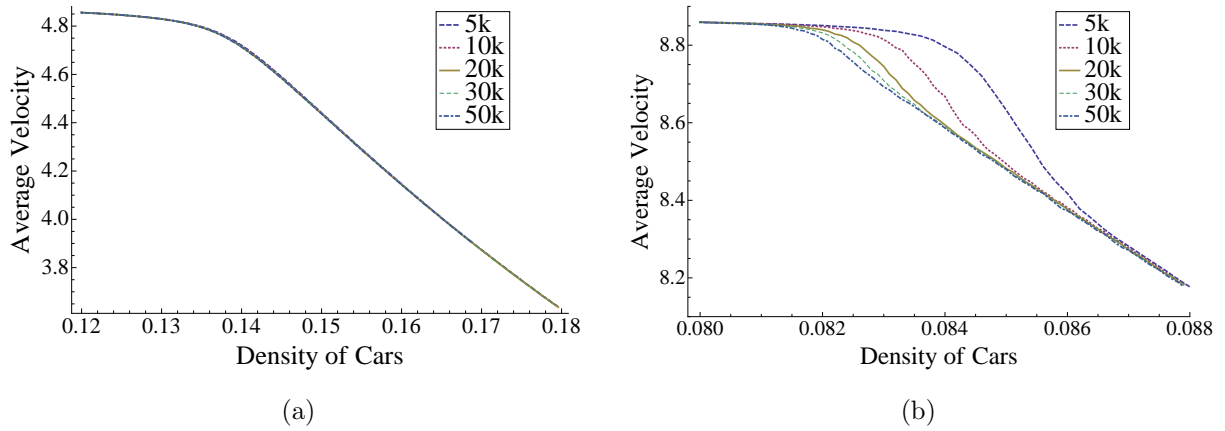 4.8
4.6
4.4
4.2
4.0
3.8
Average Velocity
0.12 0.13 0.14 0.15 0.16 0.17 0.18
Density of Cars
5k
10k
20k
30k
50k
(a)
8.8
8.6
8.4
8.2
Average Velocity
0.080 0.082 0.084 0.086 0.088
Density of Cars
5k
10k
20k
30k
50k
(b)